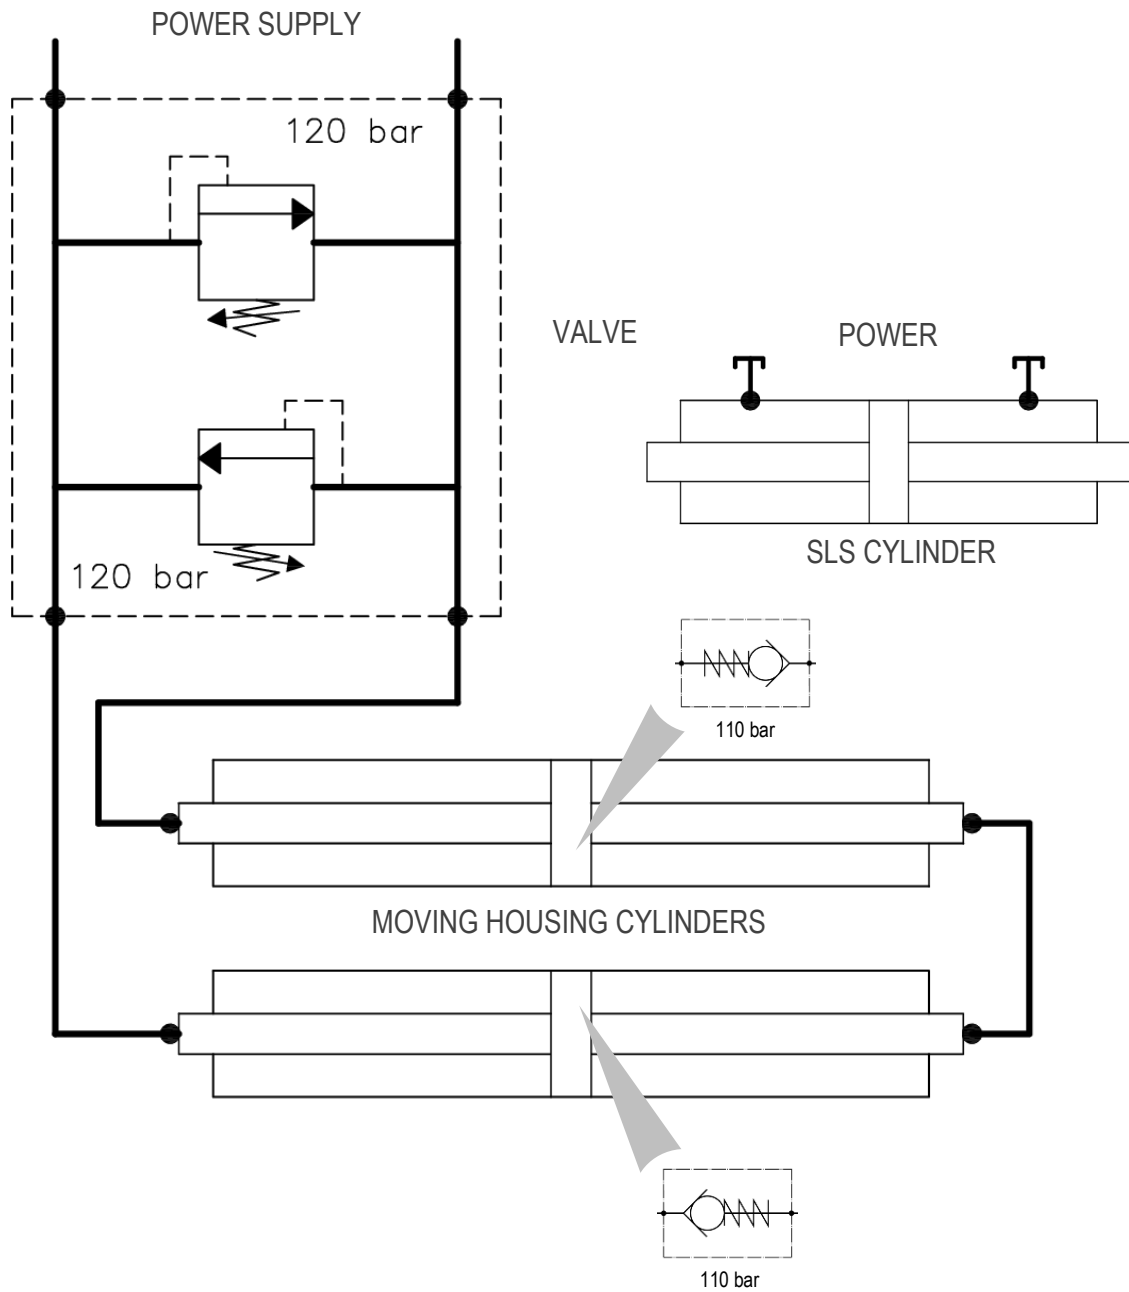 POWER SUPPLY
120 bar
VALVE
POWER
SLS CYLINDER
120 bar
110 bar
MOVING HOUSING CYLINDERS
110 bar